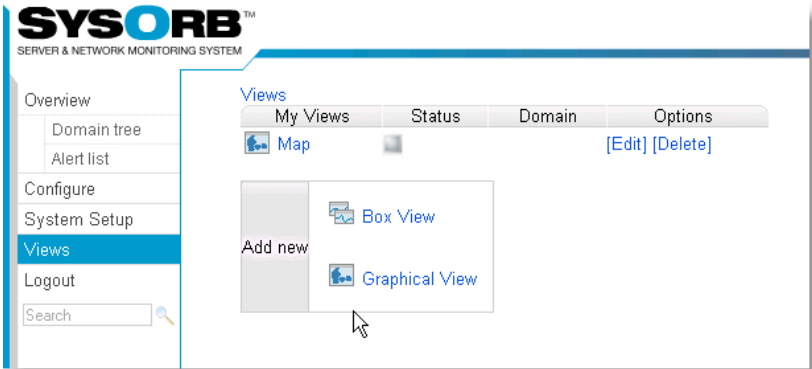 SYSORB™
SERVER & NETWORK MONITORING SYSTEM
Overview
Domain tree
Alert list
Configure
System Setup
Views
Logout
Search
Views
My Views Status Domain Options
Map [Edit] [Delete]
Add new
Box View
Graphical View